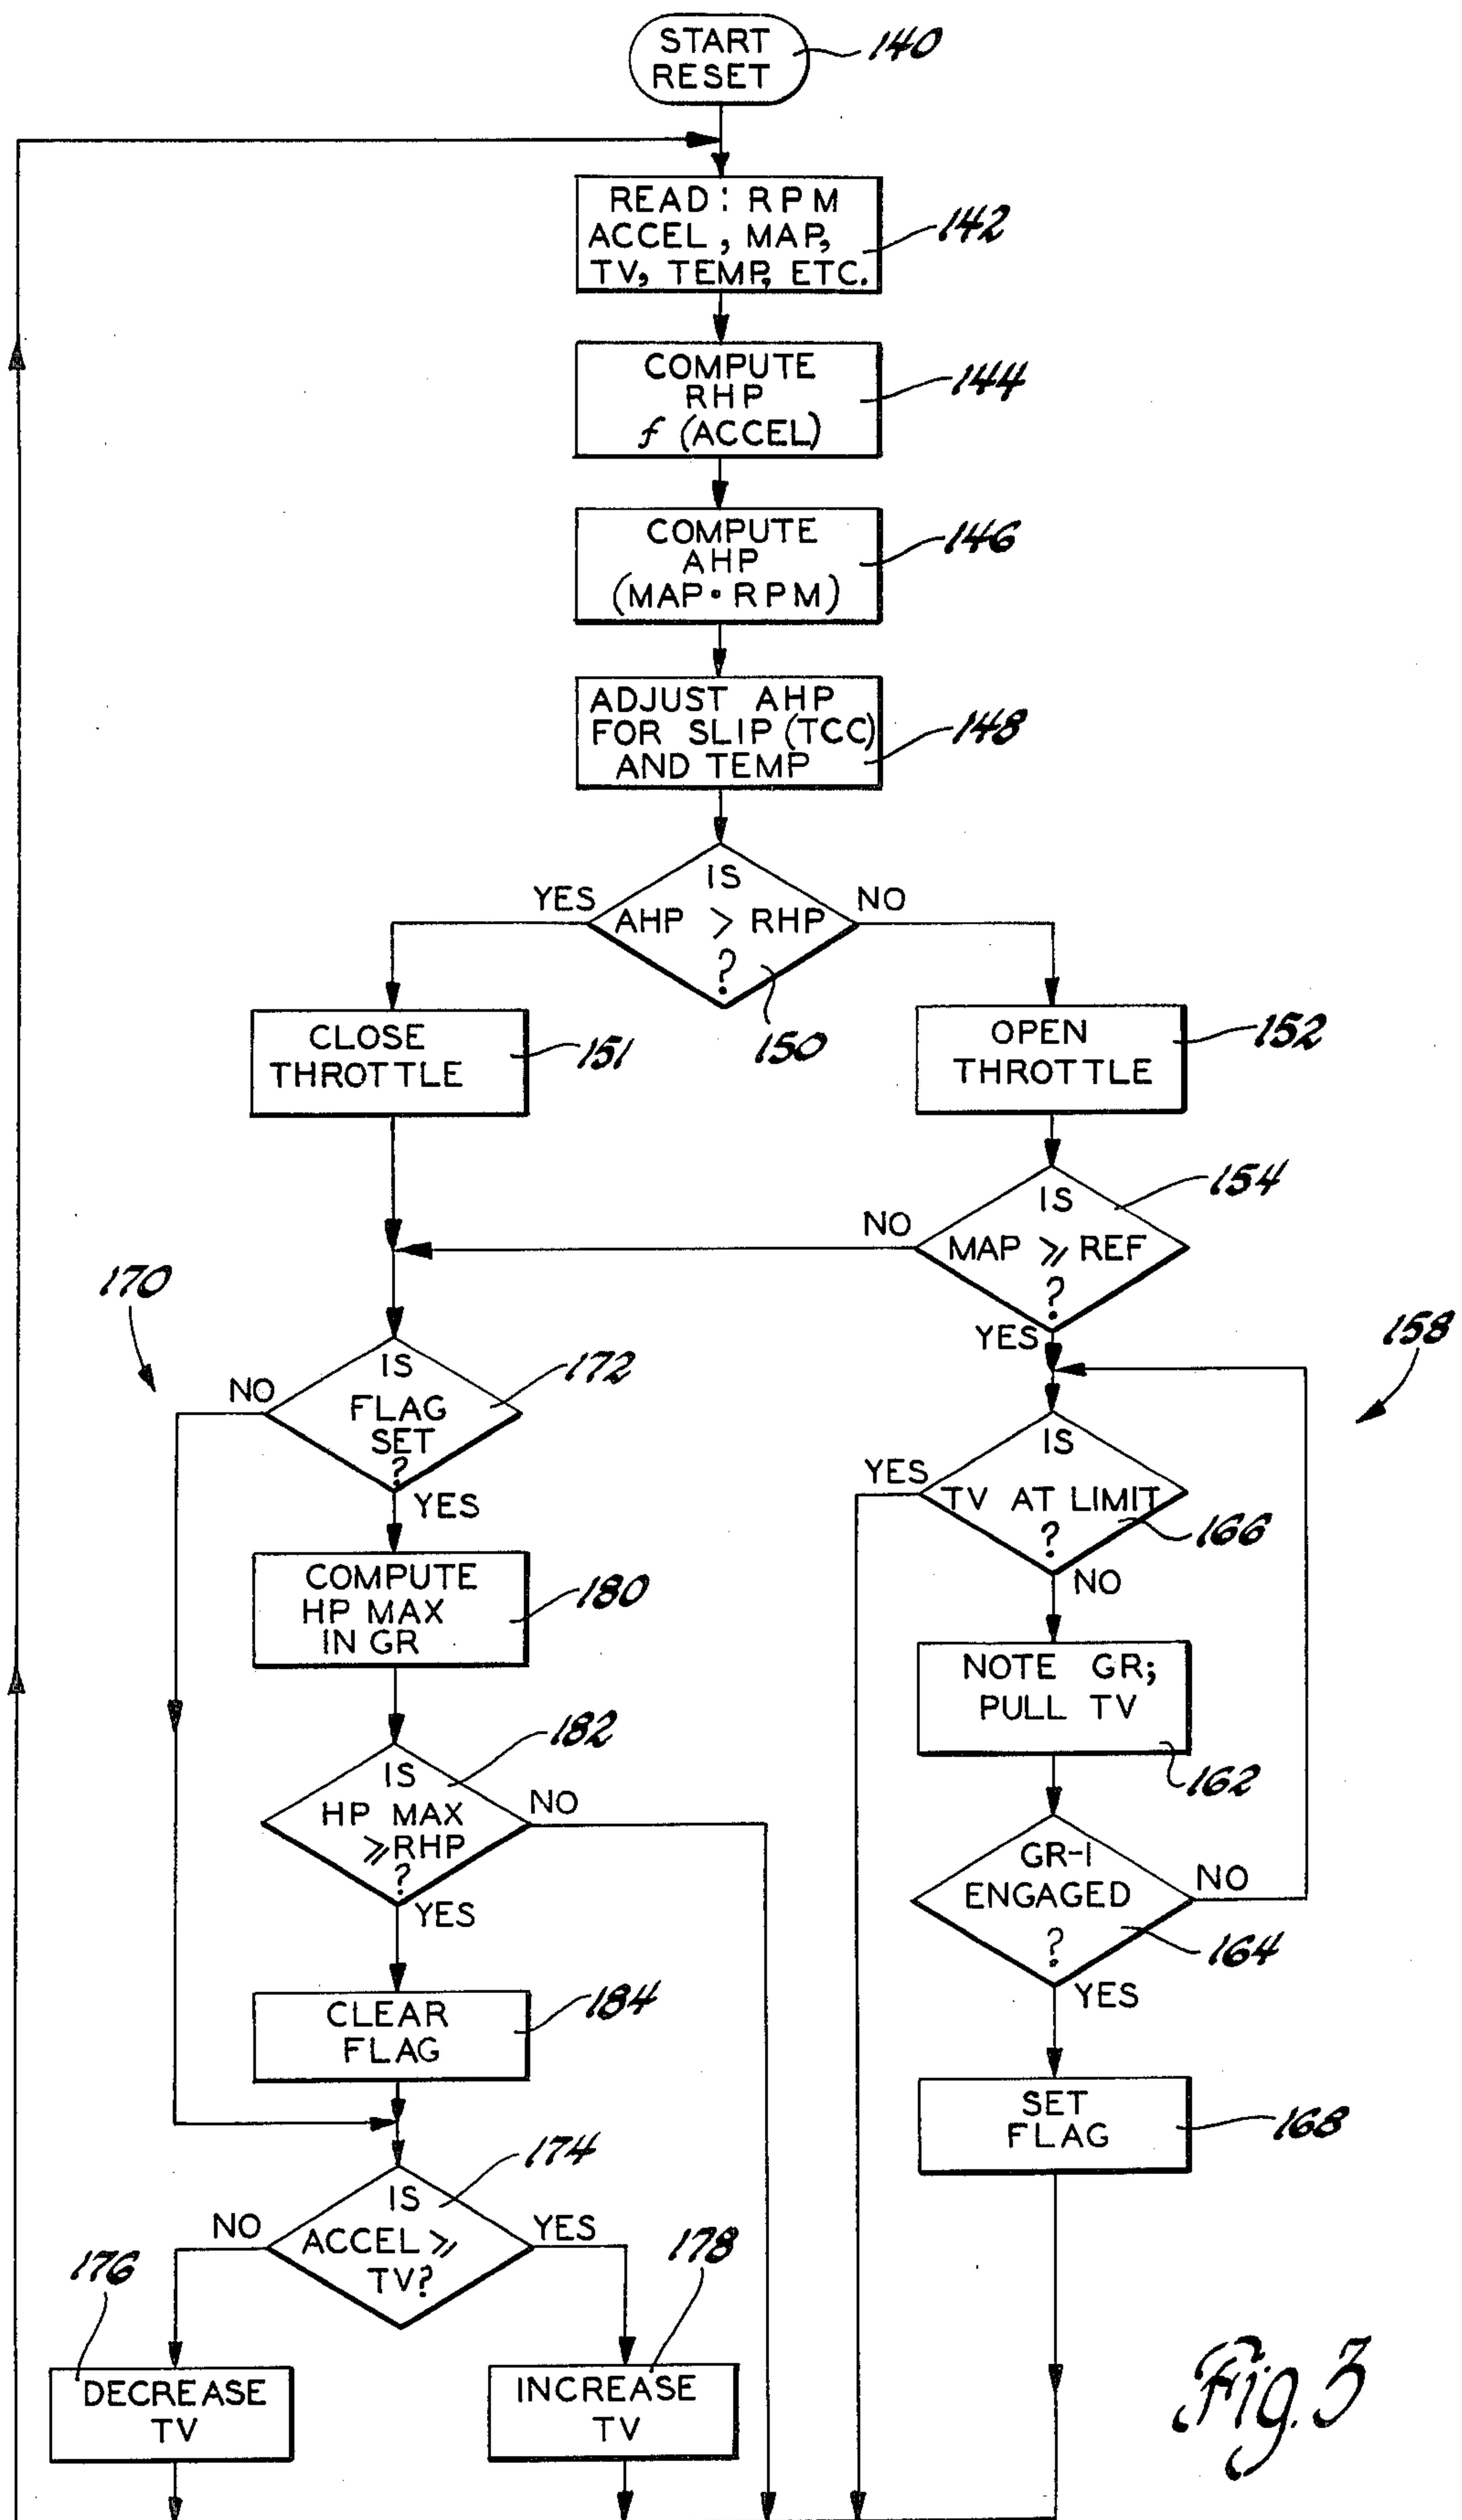 START
RESET
140
READ: RPM
ACCEL, MAP,
TV, TEMP, ETC.
142
COMPUTE
RHP
f (ACCEL)
144
COMPUTE
AHP
(MAP•RPM)
146
ADJUST AHP
FOR SLIP (TCC)
AND TEMP
148
YES
IS
AHP > RHP
?
NO
150
CLOSE
THROTTLE
151
OPEN
THROTTLE
152
NO
IS
MAP ⩾ REF
?
YES
154
170
158
NO
IS
FLAG
SET
?
YES
172
YES
IS
TV AT LIMIT
?
NO
166
COMPUTE
HP MAX
IN GR
180
NOTE GR;
PULL TV
162
IS
HP MAX
⩾RHP
?
YES
NO
182
GR-1
ENGAGED
?
YES
NO
164
CLEAR
FLAG
184
SET
FLAG
168
NO
IS
ACCEL ⩾
TV?
YES
174
176
DECREASE
TV
178
INCREASE
TV
Fig. 3